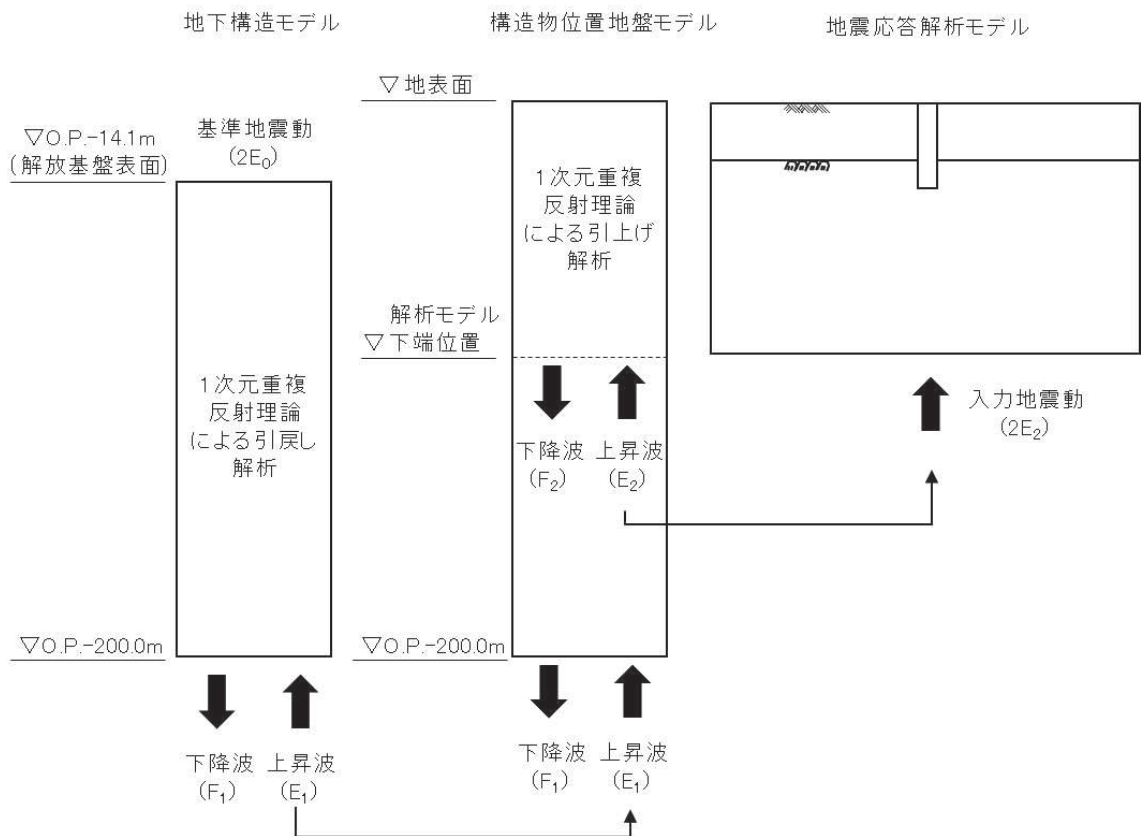 地下構造モデル
▽O.P.-14.1m
(解放基盤表面)
基準地震動
(2E₀)
1次元重複
反射理論
による引戻し
解析
▽O.P.-200.0m
下降波
(F₁)
上昇波
(E₁)
構造物位置地盤モデル
▽地表面
1次元重複
反射理論
による引上げ
解析
解析モデル
▽下端位置
下降波
(F₂)
上昇波
(E₂)
▽O.P.-200.0m
下降波
(F₁)
上昇波
(E₁)
地震応答解析モデル
入力地震動
(2E₂)